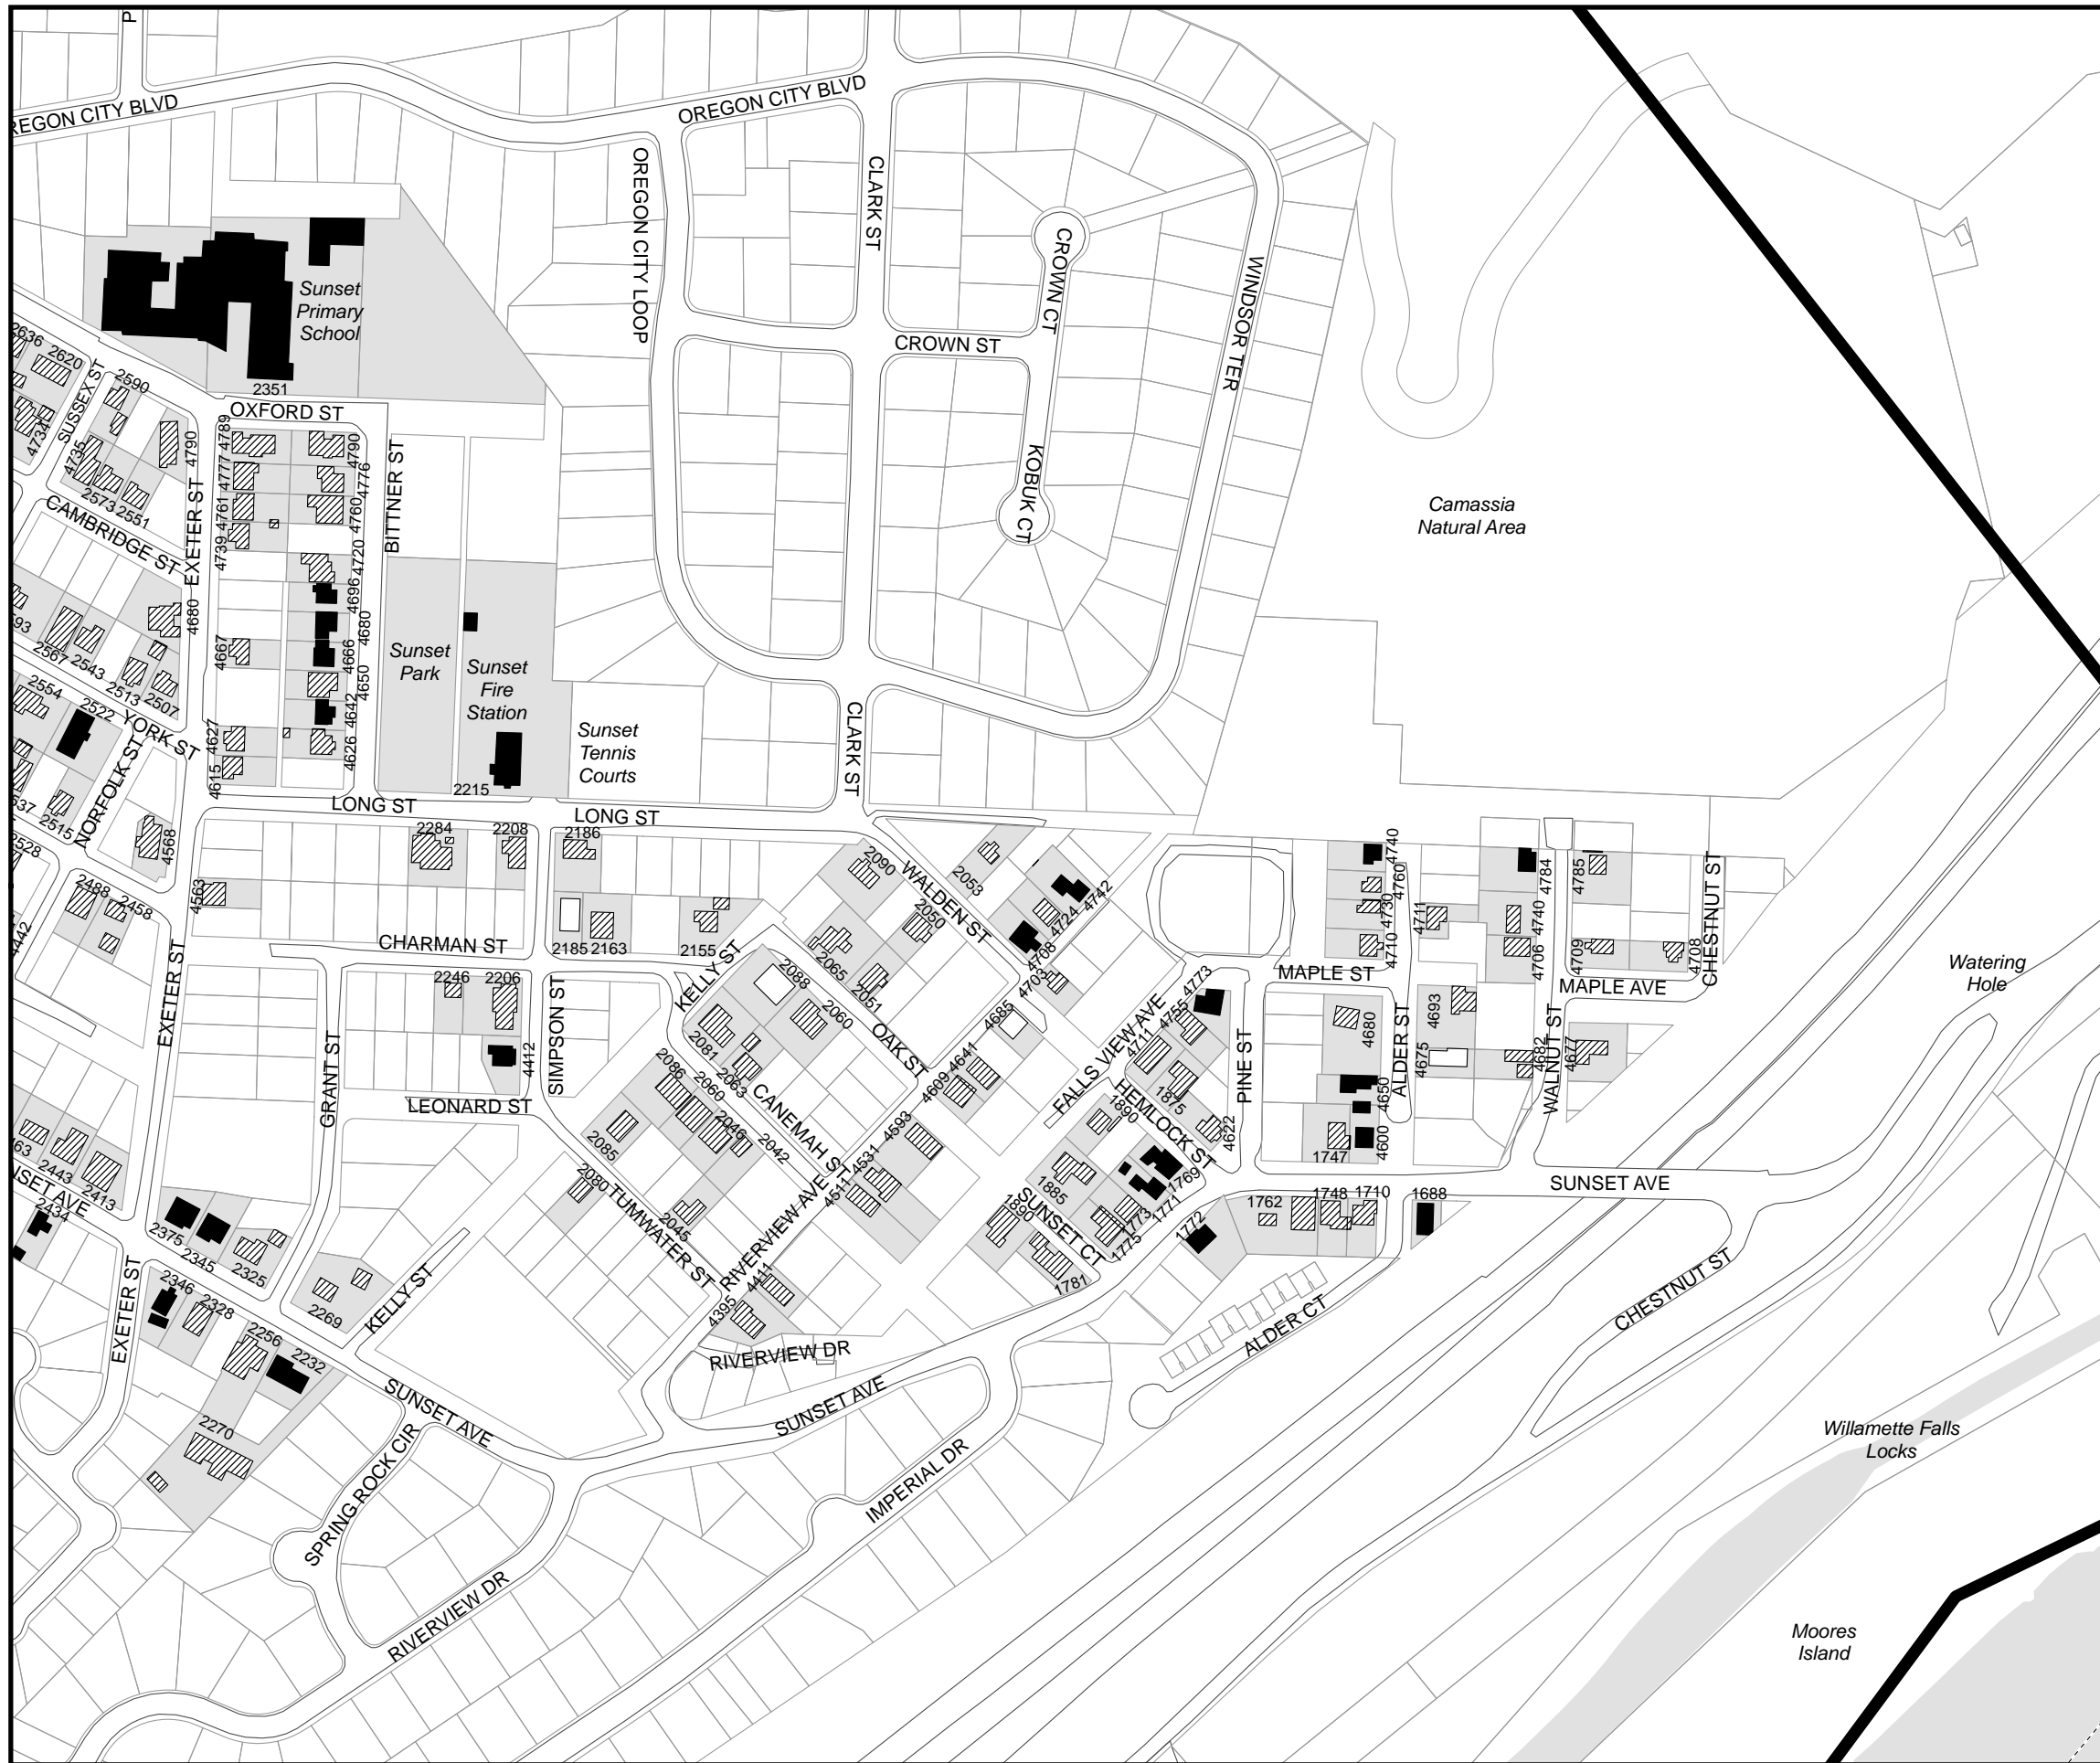 P
REGON CITY BLVD
OREGON CITY BLVD
OREGON CITY LOOP
CLARK ST
CROWN CT
WINDSOR TER
CROWN ST
KOBUK CT
Sunset
Primary
School
2351
OXFORD ST
2636
2620
SUSSEX ST
2590
4734
4735
2573
2551
CAMBRIDGE ST
4790
EXETER ST
4680
4789
4777
4761
4739
4667
4627
4615
4790
4776
4760
4720
4696
4680
4666
4650
4642
4626
BITTNER ST
Sunset
Park
Sunset
Fire
Station
2215
Sunset
Tennis
Courts
Camassia
Natural Area
CLARK ST
593
2567
2543
2513
2507
2554
2522
YORK ST
NORFOLK ST
537
2515
2528
4568
2488
2458
4442
LONG ST
LONG ST
2284
2208
2186
4563
CHARMAN ST
2185
2163
2155
2246
2206
4412
SIMPSON ST
GRANT ST
LEONARD ST
EXETER ST
KELLY ST
2090
WALDEN ST
2053
2050
2065
2051
4742
4724
4708
4703
4685
2088
2060
OAK ST
2081
2063
CANEMAH ST
2086
2060
2046
2042
4641
4609
4593
4531
4511
RIVERVIEW AVE
2085
2080
TUMWATER ST
2045
4411
4395
RIVERVIEW DR
FALLS VIEW AVE
4773
4755
4711
1875
HEMLOCK ST
1890
4622
PINE ST
1885
1769
1771
1773
1775
1890
SUNSET CT
1781
1772
MAPLE ST
4740
4760
4730
4710
4711
4784
4740
4706
4785
4709
4708
CHESTNUT ST
MAPLE AVE
4680
ALDER ST
4693
4675
4682
WALNUT ST
4677
4650
4600
1747
1762
1748
1710
1688
SUNSET AVE
ALDER CT
CHESTNUT ST
Watering
Hole
Willamette Falls
Locks
Moores
Island
463
2443
2413
NSET AVE
2434
2375
2345
2325
2269
KELLY ST
EXETER ST
2346
2328
2256
2232
2270
SUNSET AVE
SPRING ROCK CIR
SUNSET AVE
IMPERIAL DR
RIVERVIEW DR